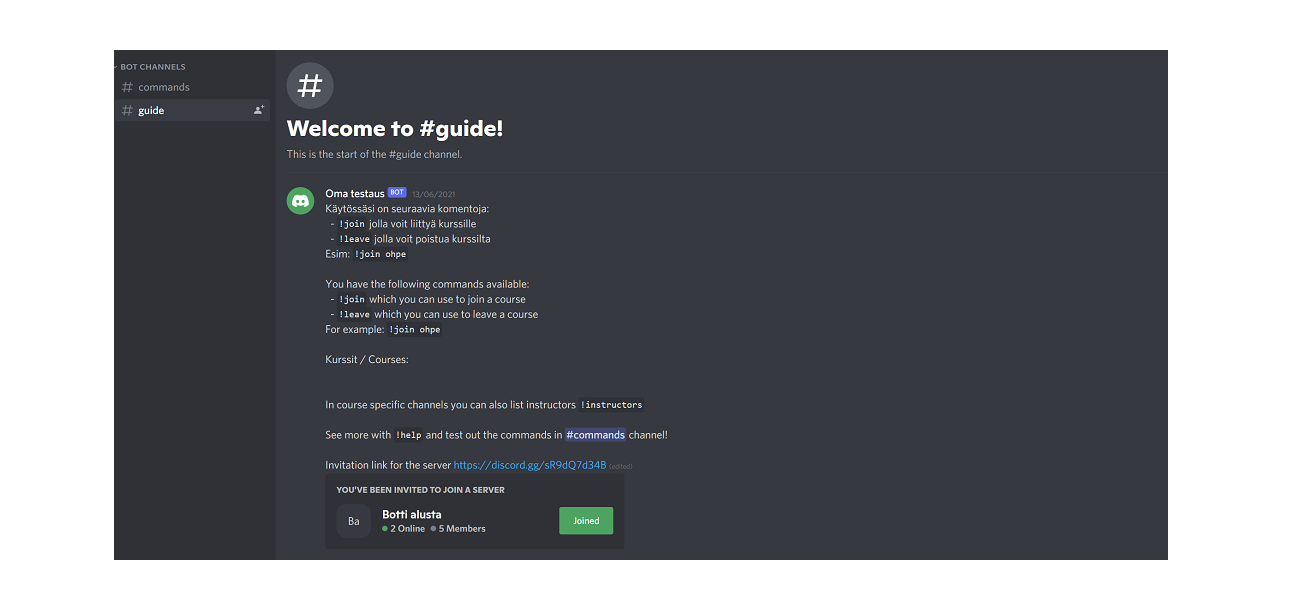 BOT CHANNELS
# commands
# guide
#
Welcome to #guide!
This is the start of the #guide channel.
Oma testaus BOT 13/06/2021
Käytössäsi on seuraavia komentoja:
- !join jolla voit liittyä kurssille
- !leave jolla voit poistua kurssilta
Esim: !join ohpe
You have the following commands available:
- !join which you can use to join a course
- !leave which you can use to leave a course
For example: !join ohpe
Kurssit / Courses:
In course specific channels you can also list instructors !instructors
See more with !help and test out the commands in #commands channel!
Invitation link for the server https://discord.gg/sR9dQ7d34B (edited)
YOU'VE BEEN INVITED TO JOIN A SERVER
Ba
Botti alusta
2 Online 5 Members
Joined